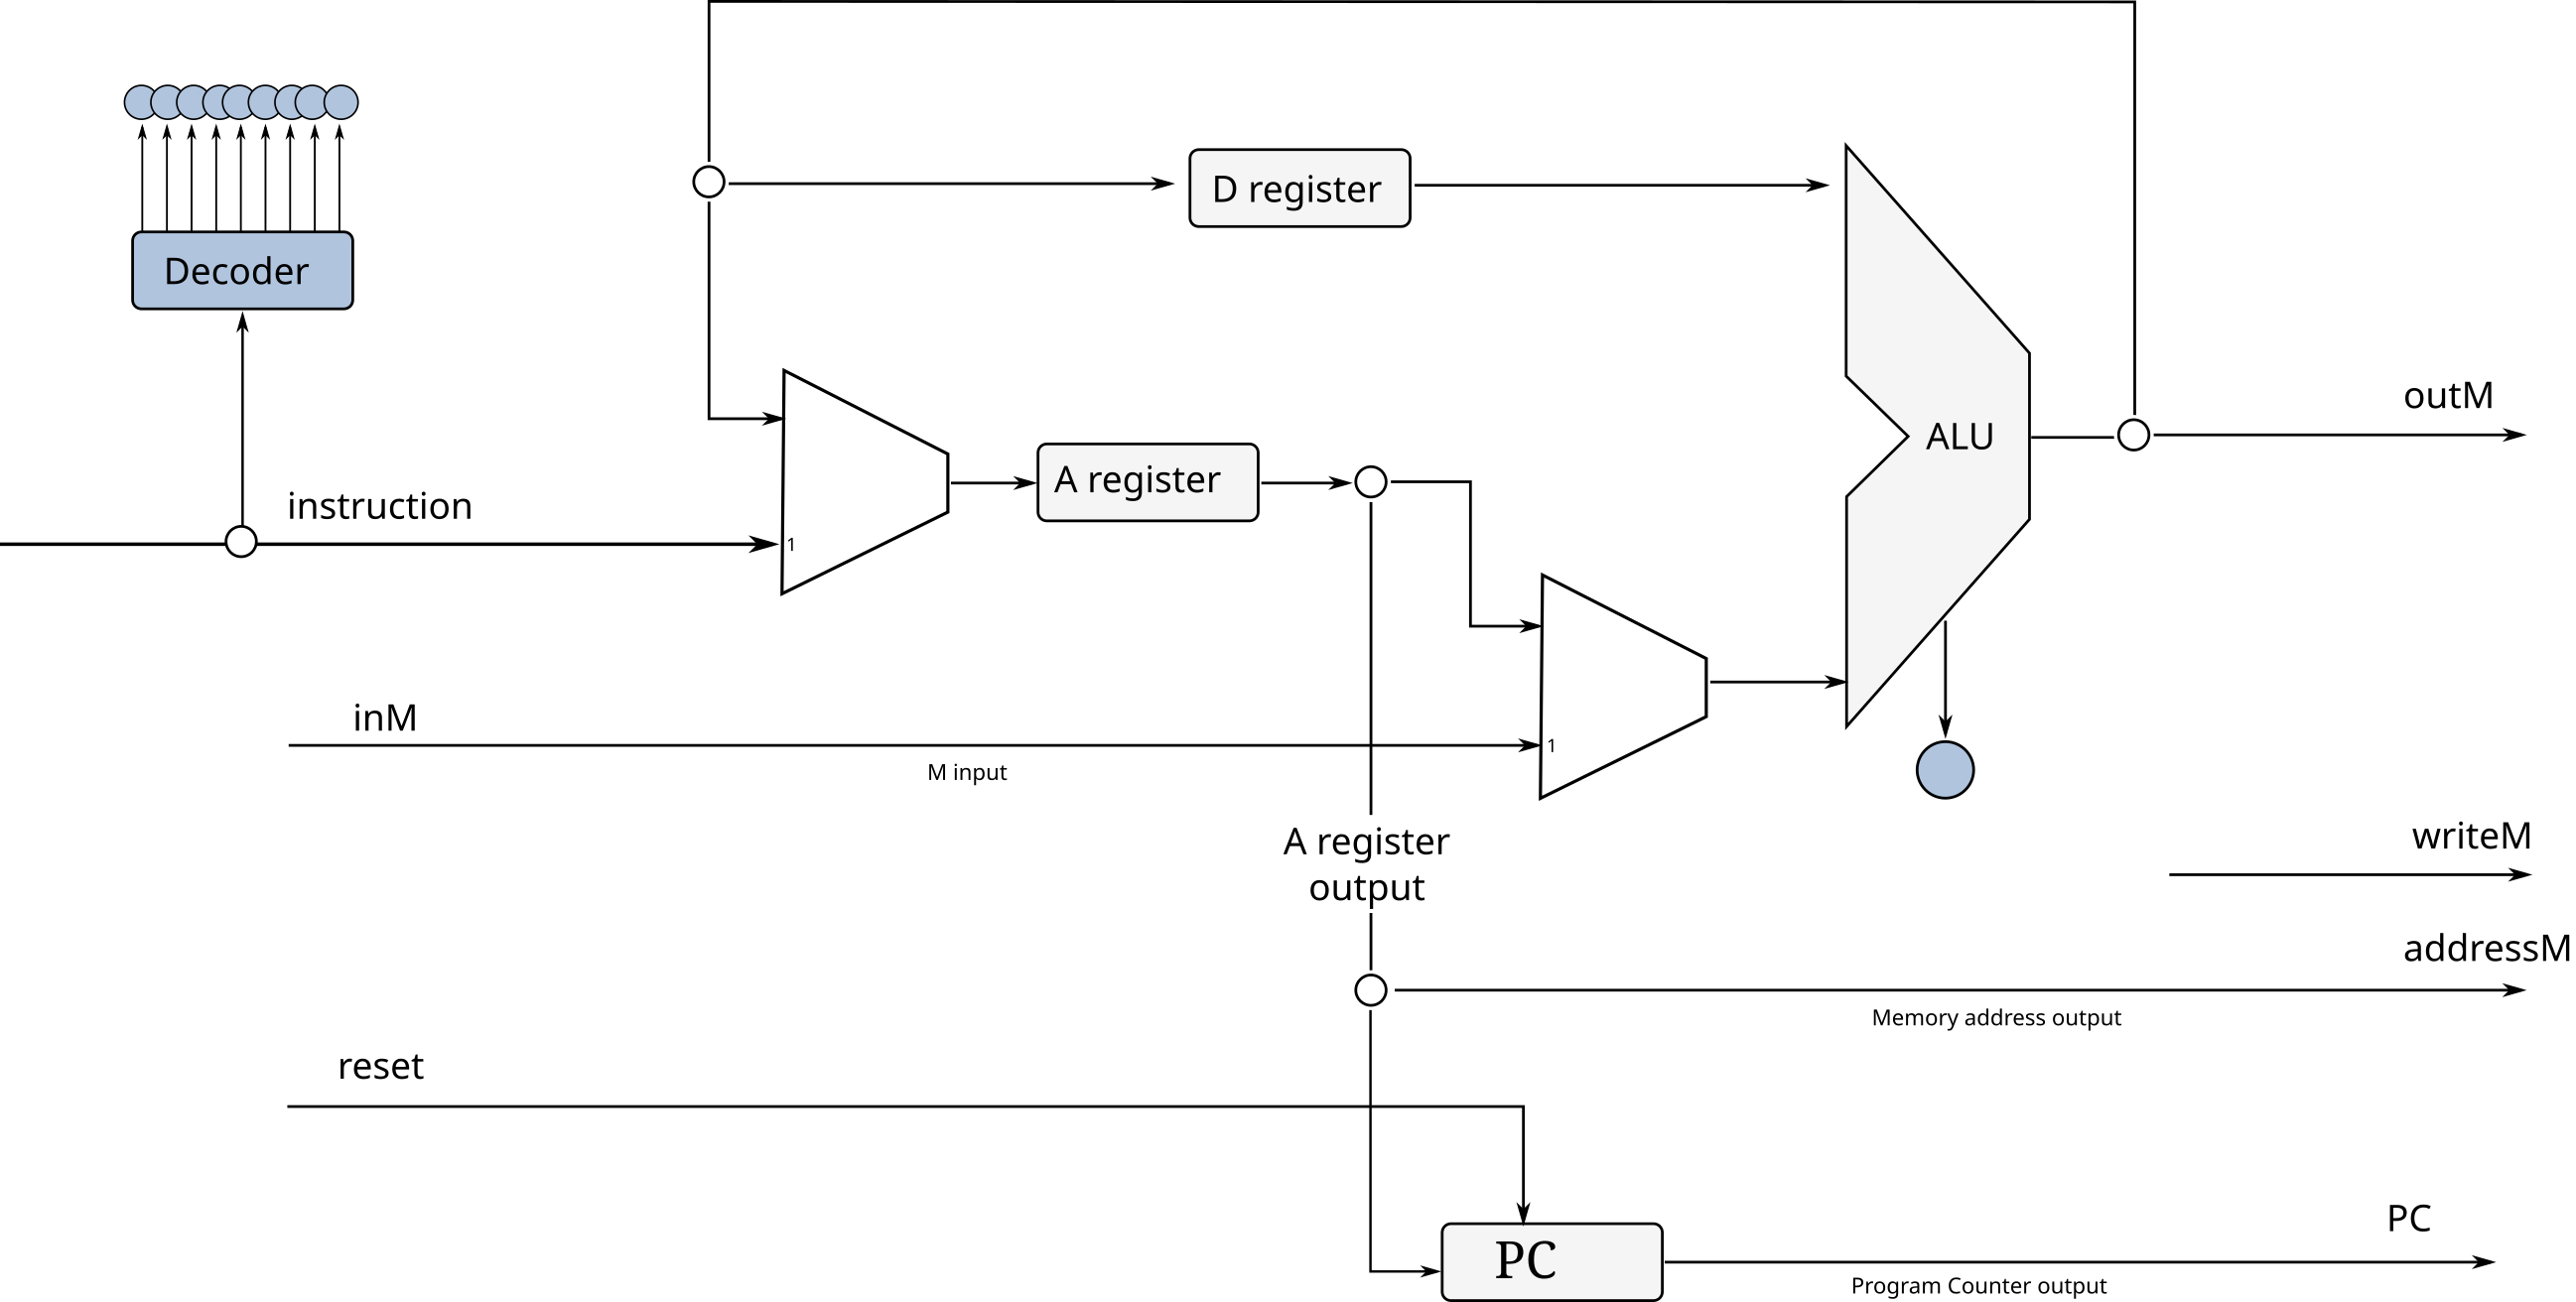 D register
Decoder
outM
ALU
A register
instruction
1
inM
1
M input
A register
output
writeM
addressM
Memory address output
reset
PC
PC
Program Counter output